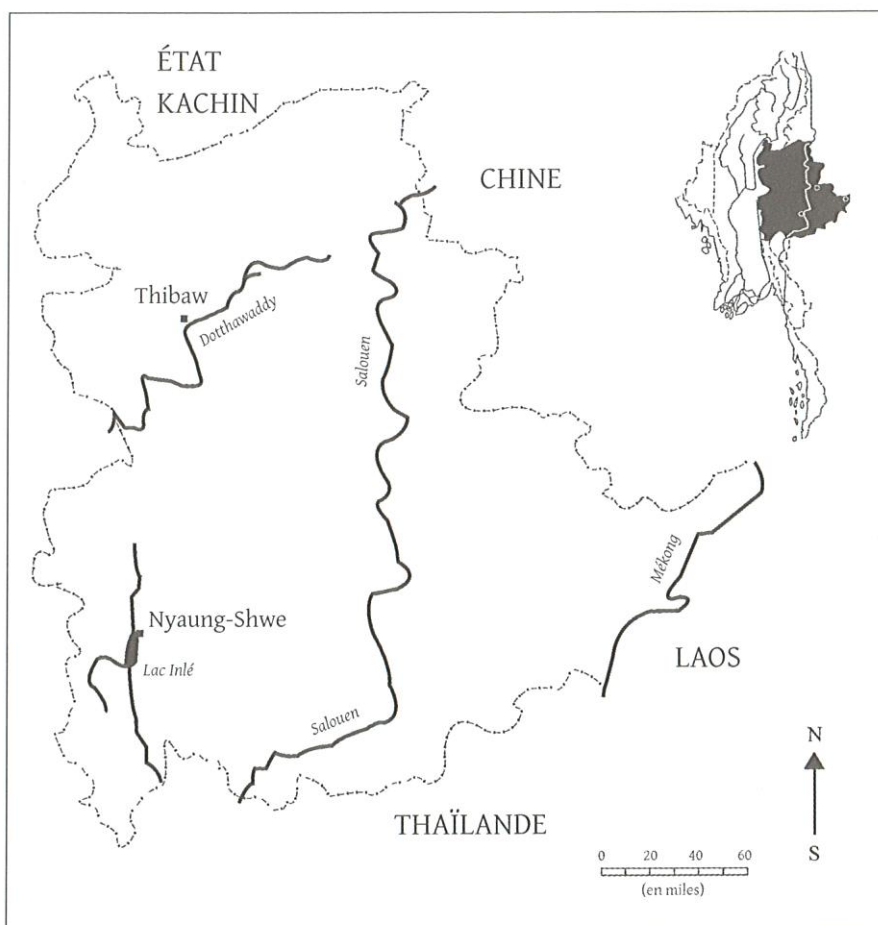 ÉTAT
KACHIN
CHINE
Thibaw
Dotthawaddy
Salouen
Mékong
Nyaung-Shwe
Lac Inlé
LAOS
Salouen
N
THAÏLANDE
S
0 20 40 60
(en miles)